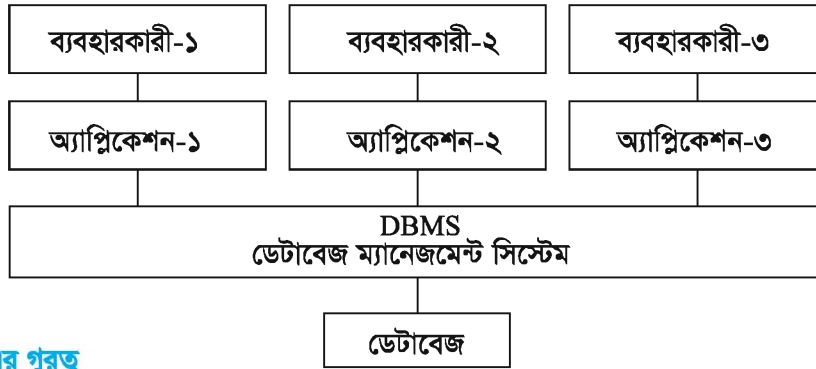 ব্যবহারকারী-১ ব্যবহারকারী-২ ব্যবহারকারী-৩
অ্যাপ্লিকেশন-১ অ্যাপ্লিকেশন-২ অ্যাপ্লিকেশন-৩
DBMS
ডেটাবেজ ম্যানেজমেন্ট সিস্টেম
ডেটাবেজ